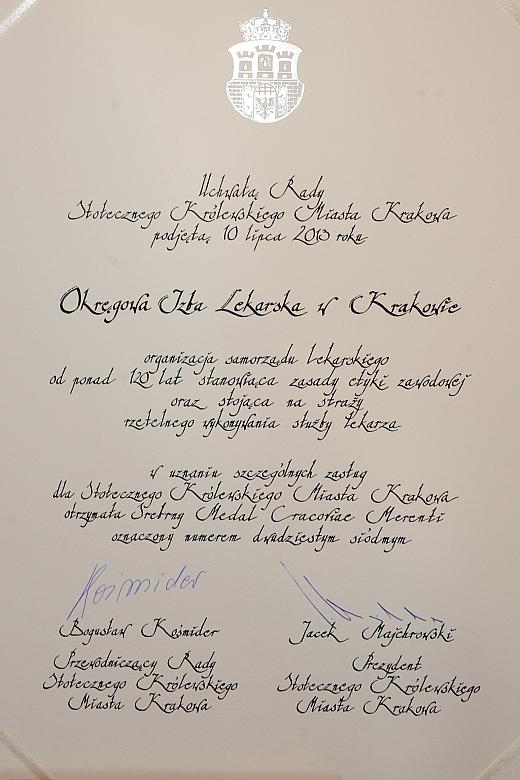 Uchwałą Rady
Stołecznego Królewskiego Miasta Krakowa
podjętą 10 lipca 2013 roku
Okręgowa Izba Lekarska w Krakowie
organizacja samorządu lekarskiego
od ponad 120 lat stanowiąca zasady etyki zawodowej
oraz stojąca na straży
rzetelnego wykonywania służby lekarza
w uznaniu szczególnych zasług
dla Stołecznego Królewskiego Miasta Krakowa
otrzymała Srebrny Medal Cracoviae Merenti
oznaczony numerem dwudziestym siódmym
Kośmider
Bogusław Kośmider
Przewodniczący Rady
Stołecznego Królewskiego
Miasta Krakowa
Jacek Majchrowski
Prezydent
Stołecznego Królewskiego
Miasta Krakowa